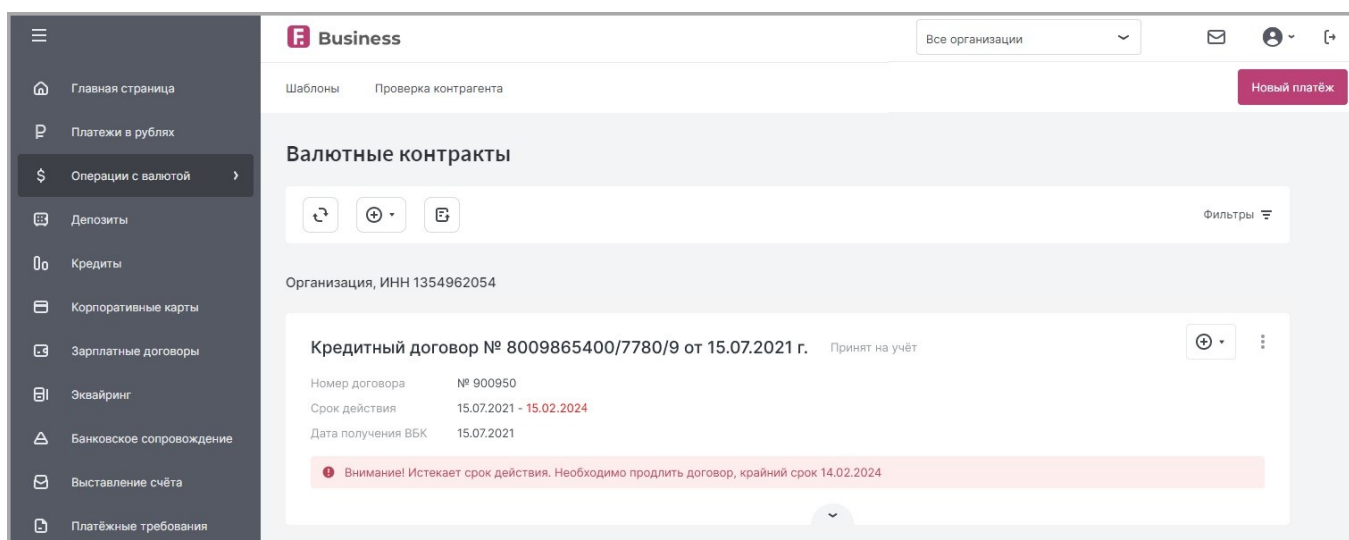 F. Business
Все организации
Главная страница
Платежи в рублях
Операции с валютой
Депозиты
Кредиты
Корпоративные карты
Зарплатные договоры
Эквайринг
Банковское сопровождение
Выставление счёта
Платёжные требования
Шаблоны Проверка контрагента
Новый платёж
Валютные контракты
Фильтры
Организация, ИНН 1354962054
Кредитный договор № 8009865400/7780/9 от 15.07.2021 г. Принят на учёт
Номер договора № 900950
Срок действия 15.07.2021 - 15.02.2024
Дата получения ВБК 15.07.2021
Внимание! Истекает срок действия. Необходимо продлить договор, крайний срок 14.02.2024